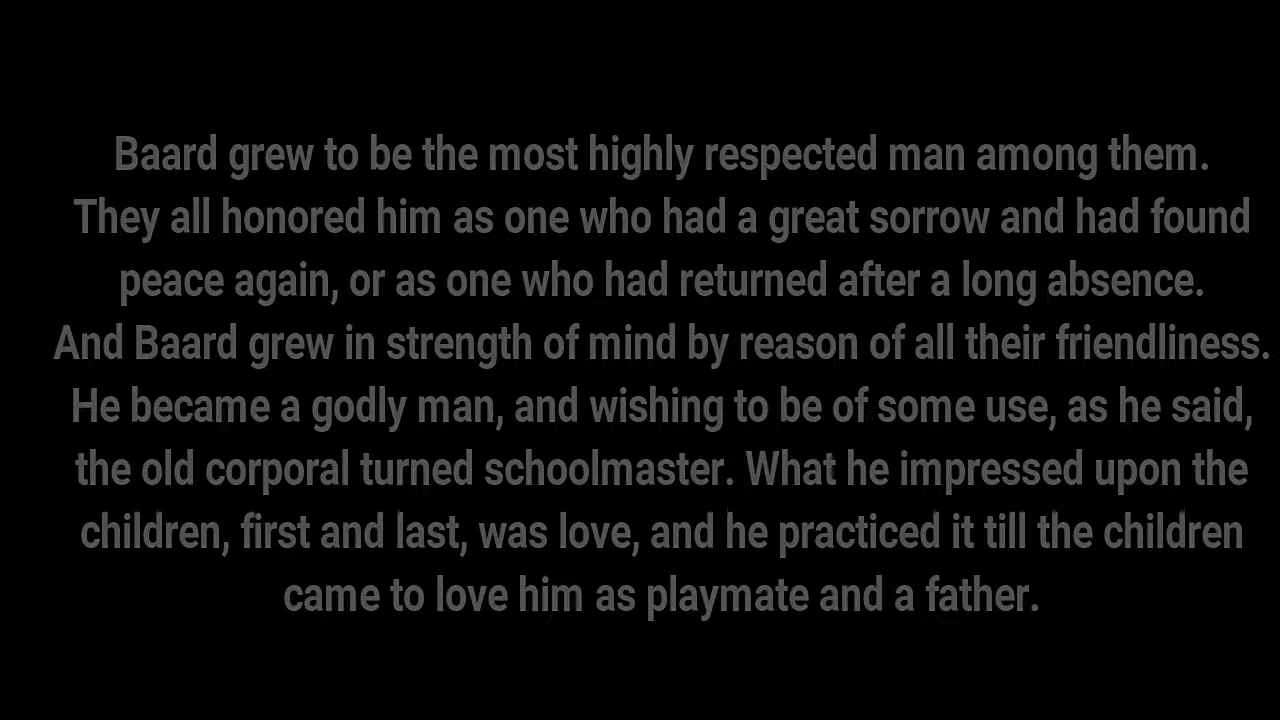 Baard grew to be the most highly respected man among them.
They all honored him as one who had a great sorrow and had found
peace again, or as one who had returned after a long absence.
And Baard grew in strength of mind by reason of all their friendliness.
He became a godly man, and wishing to be of some use, as he said,
the old corporal turned schoolmaster. What he impressed upon the
children, first and last, was love, and he practiced it till the children
came to love him as playmate and a father.